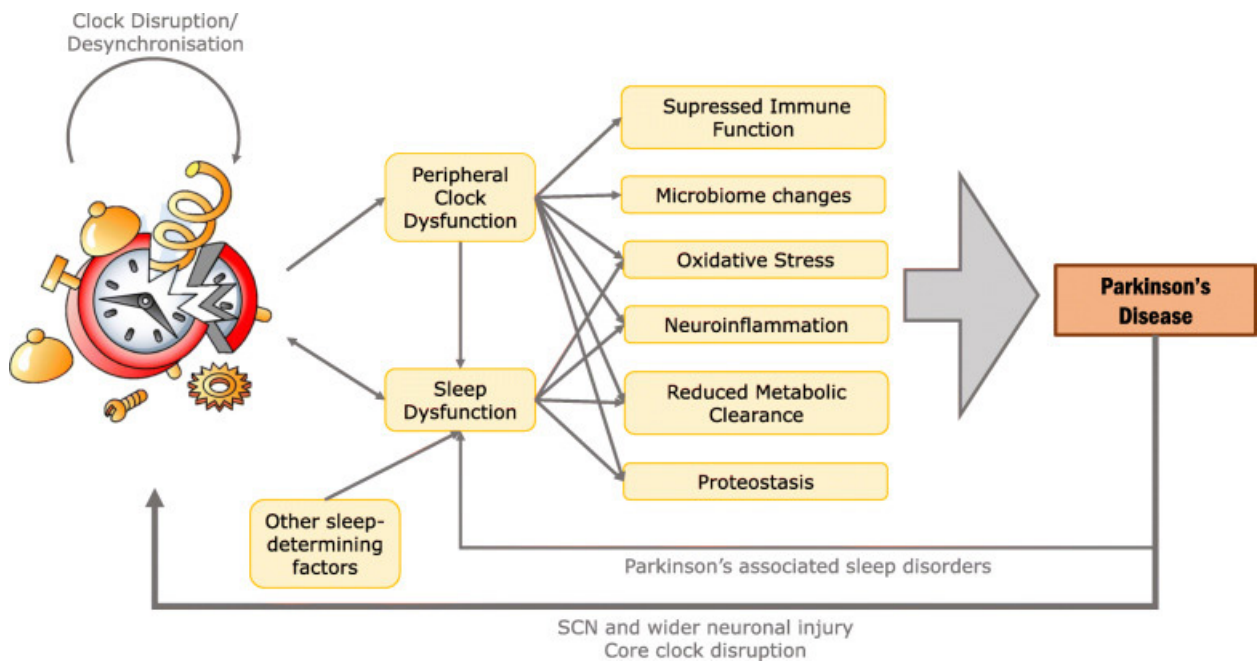 Clock Disruption/
Desynchronisation
Supressed Immune
Function
Peripheral
Clock
Dysfunction
Microbiome changes
Oxidative Stress
Parkinson's
Disease
Neuroinflammation
Sleep
Dysfunction
Reduced Metabolic
Clearance
Proteostasis
Other sleep-
determining
factors
Parkinson's associated sleep disorders
SCN and wider neuronal injury
Core clock disruption